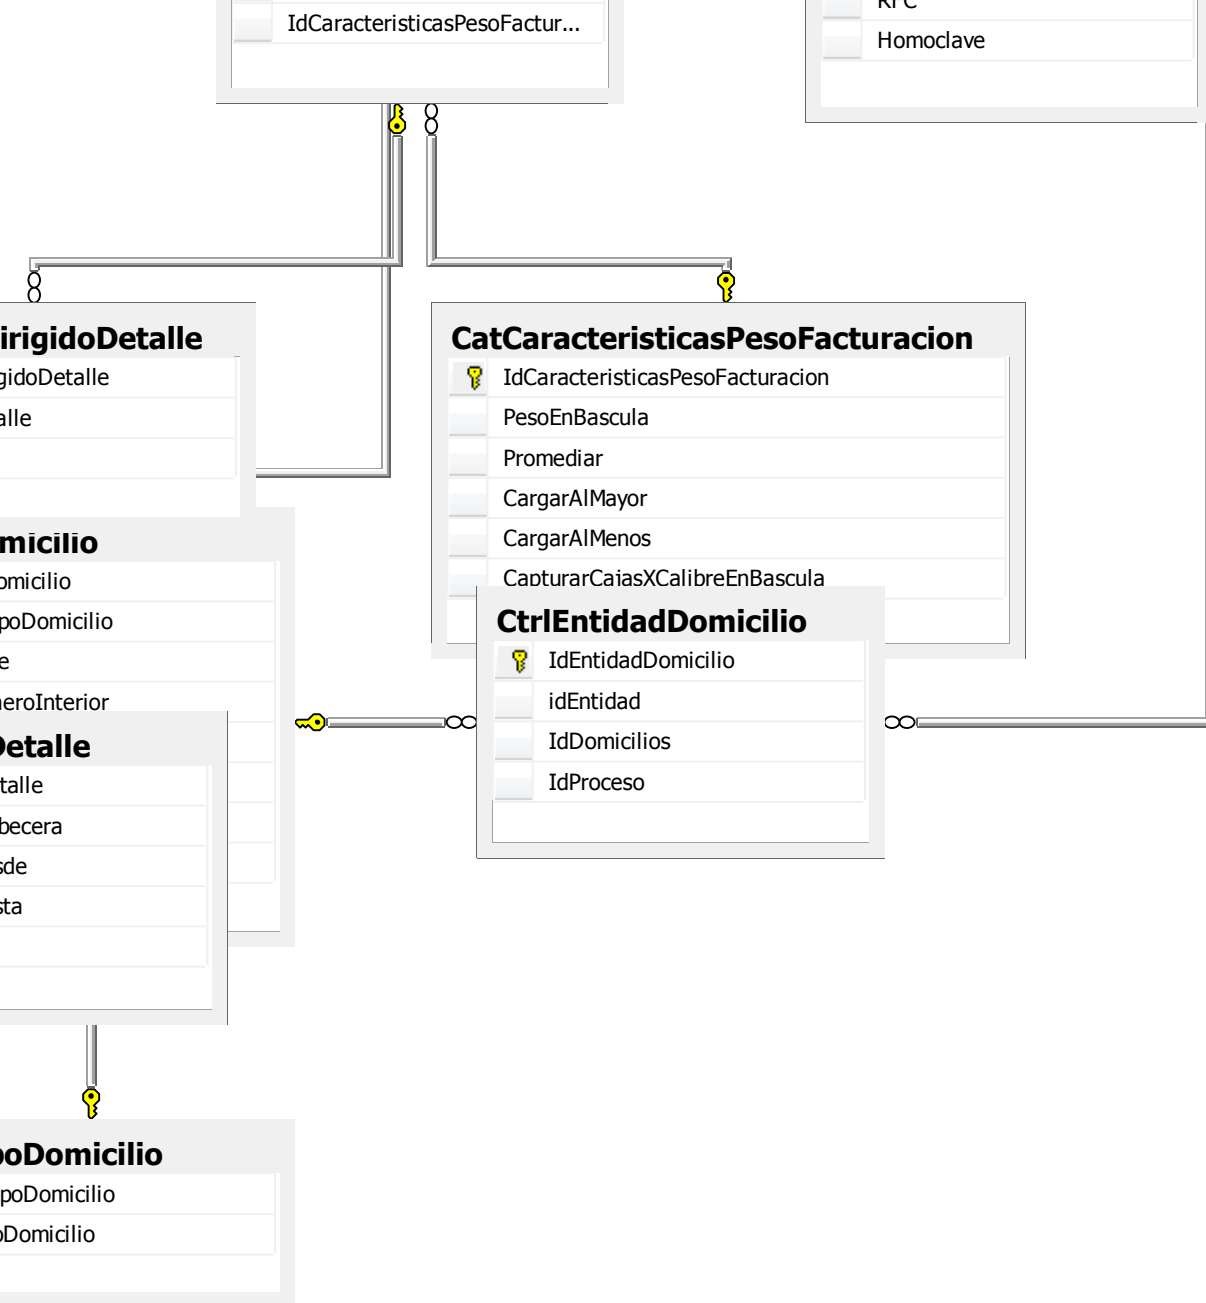 IdCaracteristicasPesoFactur...
RFC
Homoclave
irigidoDetalle
gidoDetalle
alle
CatCaracteristicasPesoFacturacion
IdCaracteristicasPesoFacturacion
PesoEnBascula
Promediar
CargarAlMayor
CargarAlMenos
CapturarCajasXCalibreEnBascula
micilio
omicilio
poDomicilio
e
eroInterior
CtrlEntidadDomicilio
IdEntidadDomicilio
idEntidad
IdDomicilios
IdProceso
Detalle
talle
becera
sde
sta
poDomicilio
poDomicilio
oDomicilio